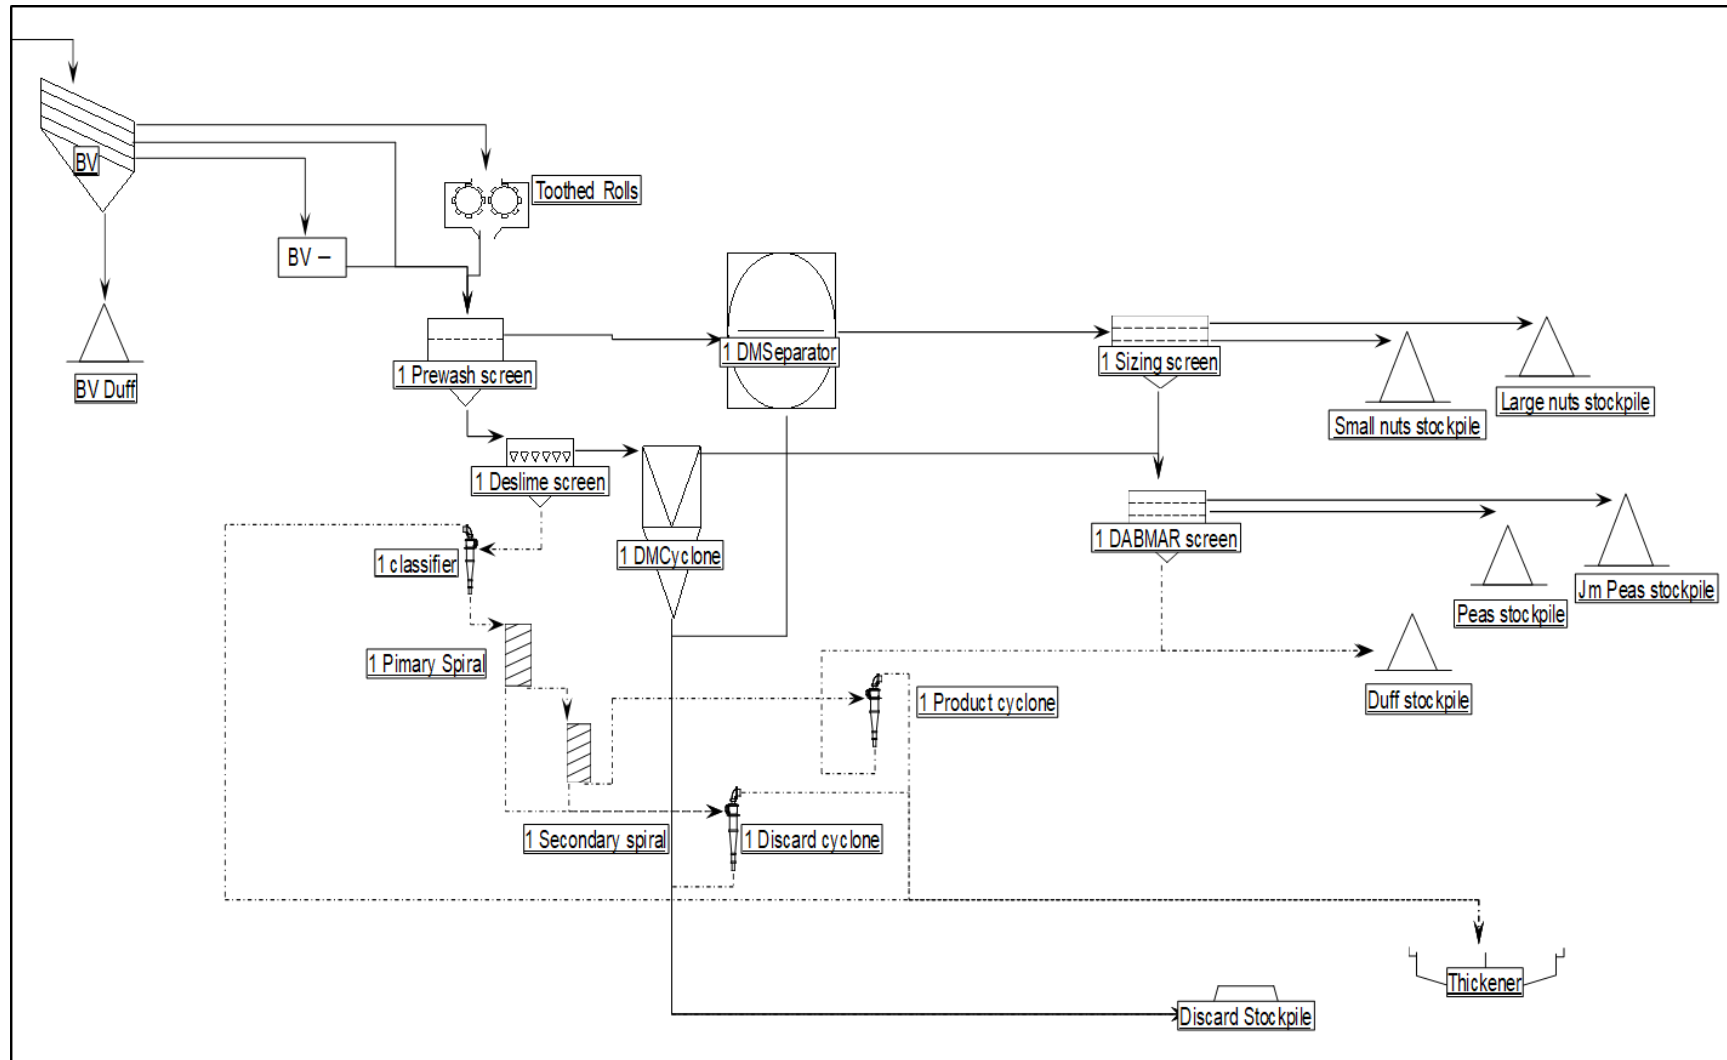 BV
Toothed Rolls
BV –
1 DMSeparator
1 Prewash screen
1 Sizing screen
BV Duff
Large nuts stockpile
Small nuts stockpile
1 Deslime screen
1 DABMAR screen
1 classifier
1 DMCyclone
Jm Peas stockpile
Peas stockpile
1 Pimary Spiral
1 Product cyclone
Duff stockpile
1 Secondary spiral
1 Discard cyclone
Thickener
Discard Stockpile